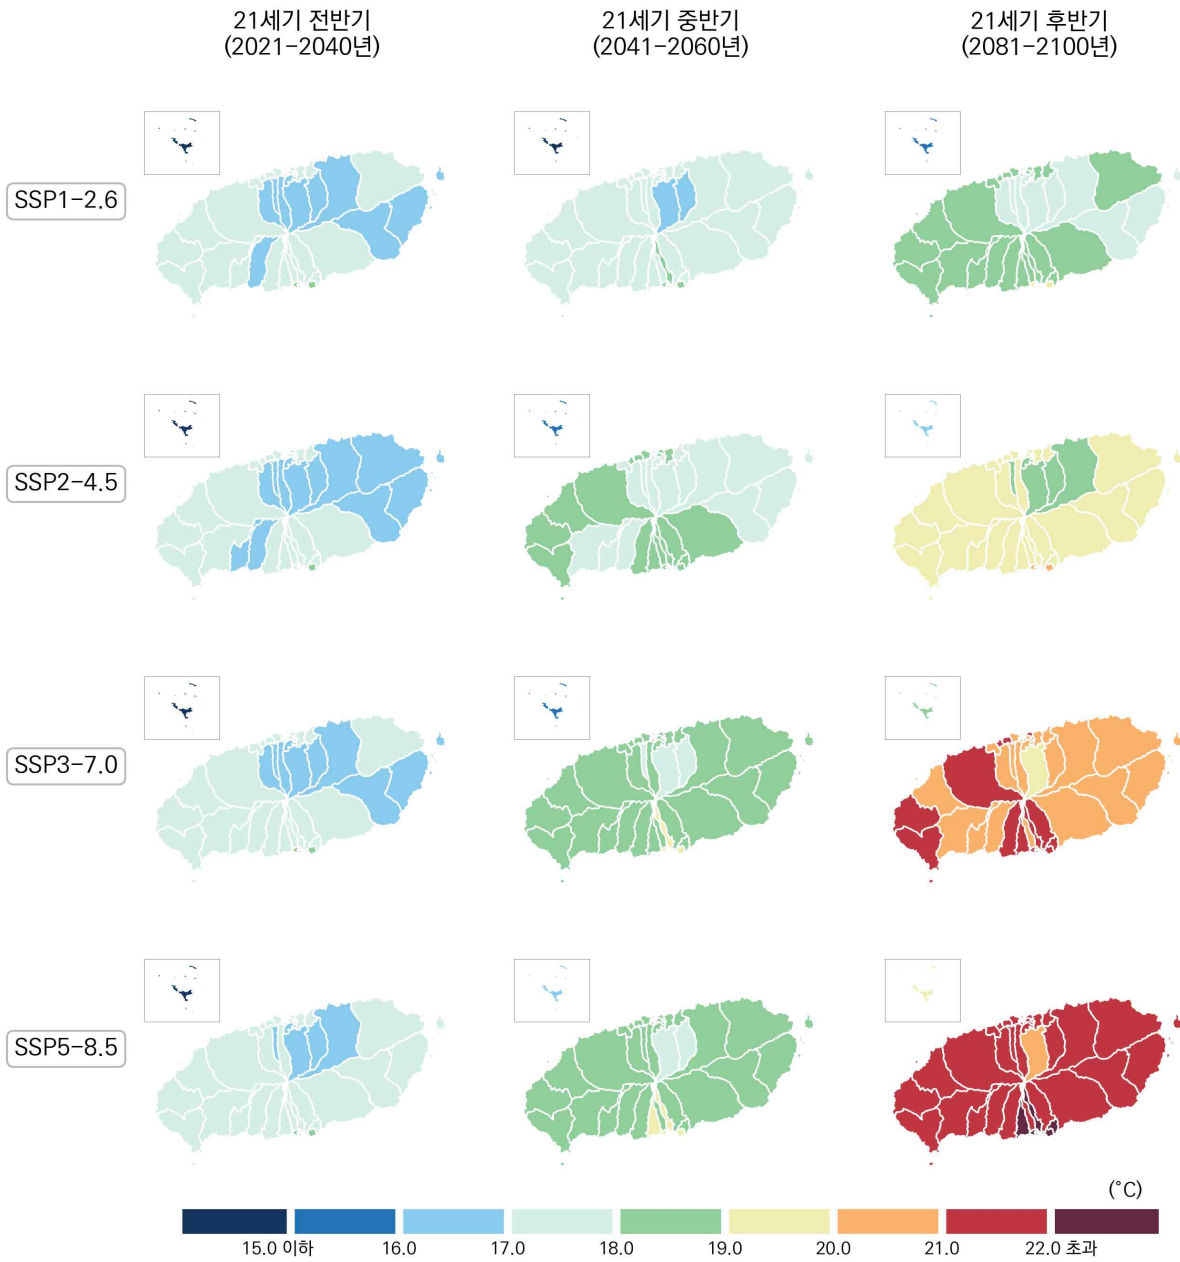 21세기 전반기
(2021-2040년)
21세기 중반기
(2041-2060년)
21세기 후반기
(2081-2100년)
SSP1-2.6
SSP2-4.5
SSP3-7.0
SSP5-8.5
(°C)
15.0 이하 16.0 17.0 18.0 19.0 20.0 21.0 22.0 초과